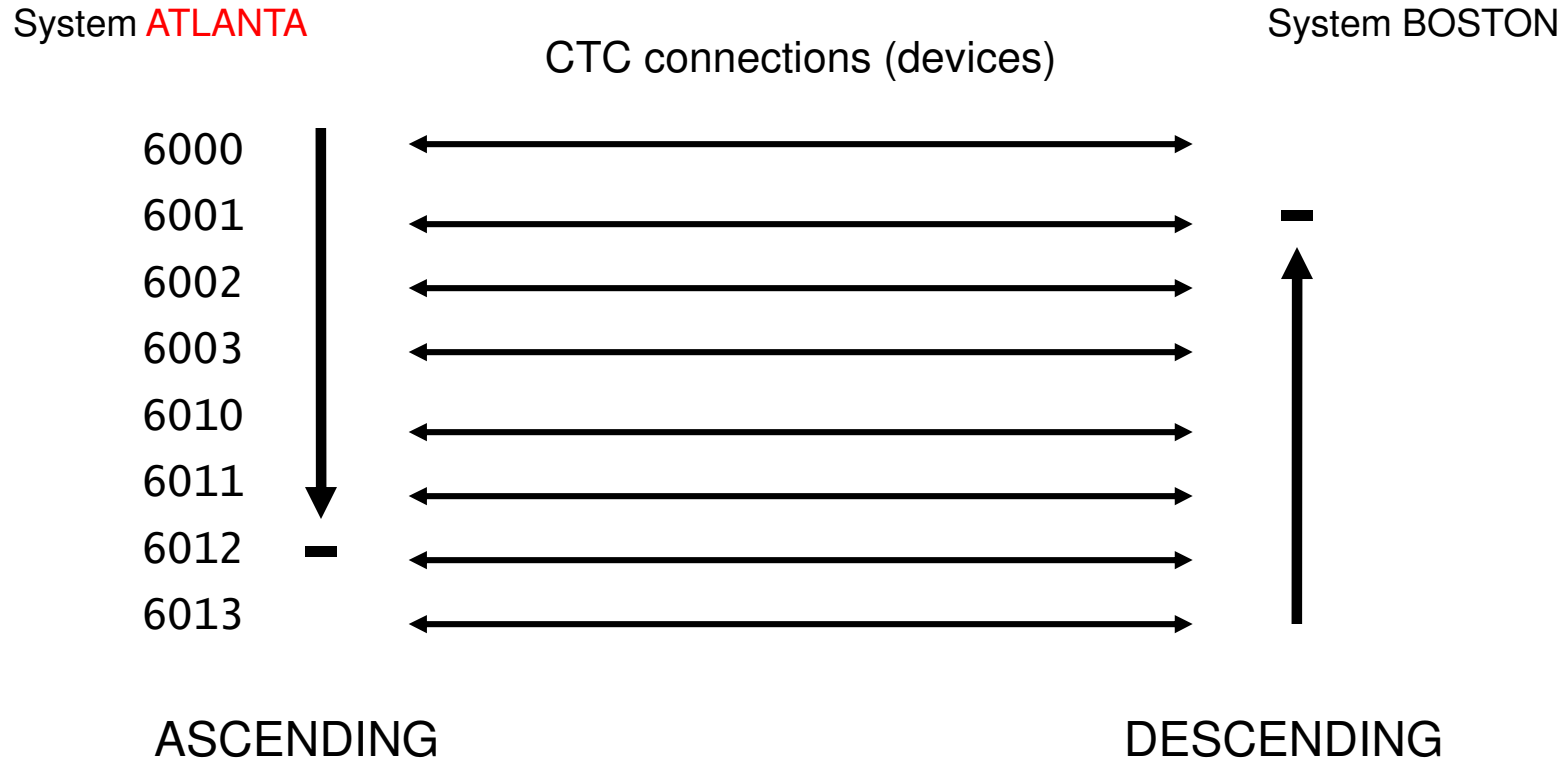 System ATLANTA
System BOSTON
CTC connections (devices)
6000
6001
6002
6003
6010
6011
6012
6013
ASCENDING
DESCENDING